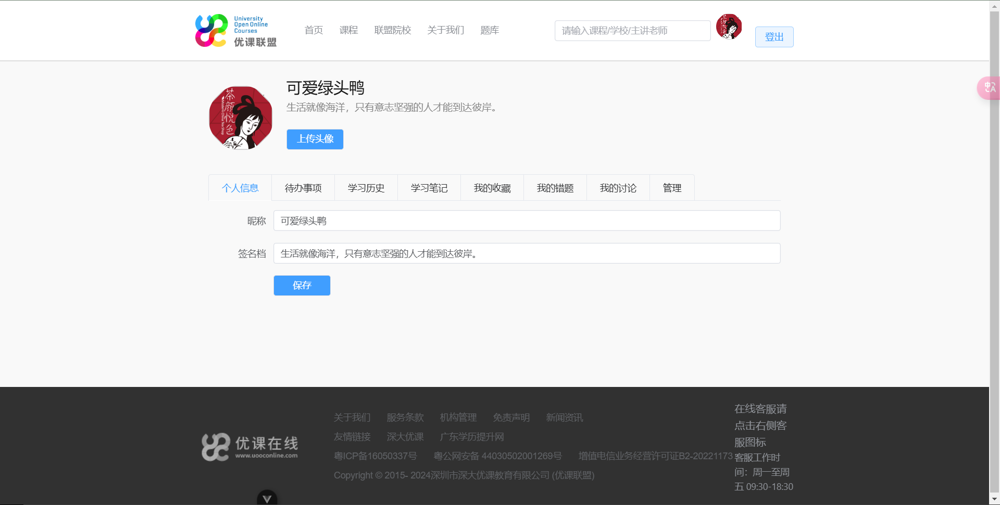 University
Open Online
Courses
优课联盟
首页
课程
联盟院校
关于我们
题库
请输入课程/学校/主讲老师
登出
茶颜悦色
Modern China Tea Shop
可爱绿头鸭
生活就像海洋，只有意志坚强的人才能到达彼岸。
上传头像
个人信息
待办事项
学习历史
学习笔记
我的收藏
我的错题
我的讨论
管理
昵称
可爱绿头鸭
签名档
生活就像海洋，只有意志坚强的人才能到达彼岸。
保存
优课在线
www.uooconline.com
关于我们 服务条款 机构管理 免责声明 新闻资讯
友情链接 深大优课 广东学历提升网
粤ICP备16050337号 粤公网安备 44030502001269号 增值电信业务经营许可证B2-20221173
Copyright © 2015- 2024深圳市深大优课教育有限公司 (优课联盟)
在线客服请
点击右侧客
服图标
客服工作时
间：周一至周
五 09:30-18:30